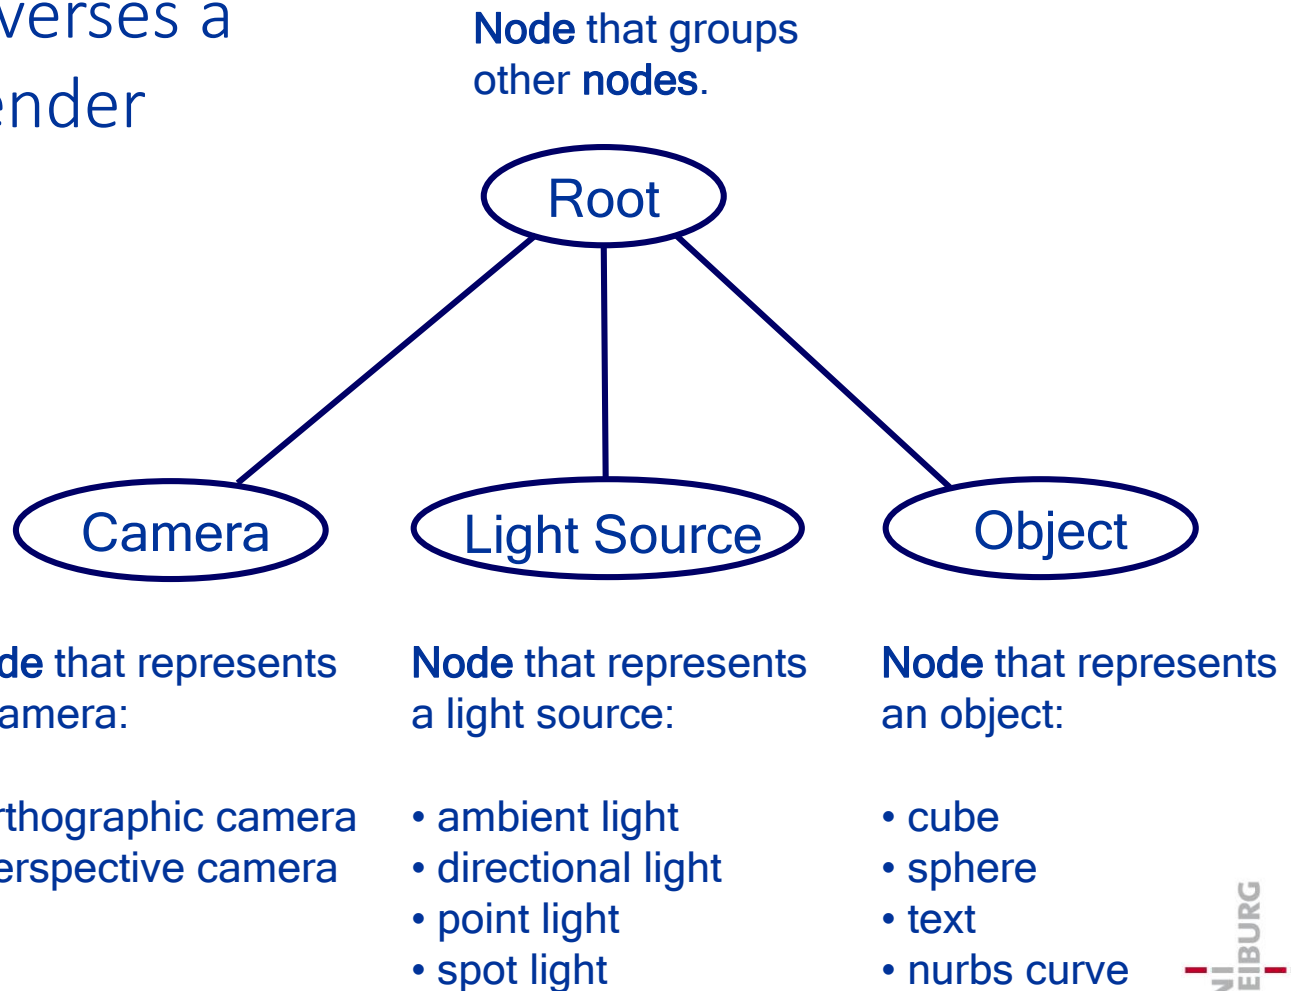 verses a
ender
Node that groups
other nodes.
Root
Camera
Light Source
Object
de that represents
amera:
rthographic camera
erspective camera
Node that represents
a light source:
• ambient light
• directional light
• point light
• spot light
Node that represents
an object:
• cube
• sphere
• text
• nurbs curve
NI
EIBURG